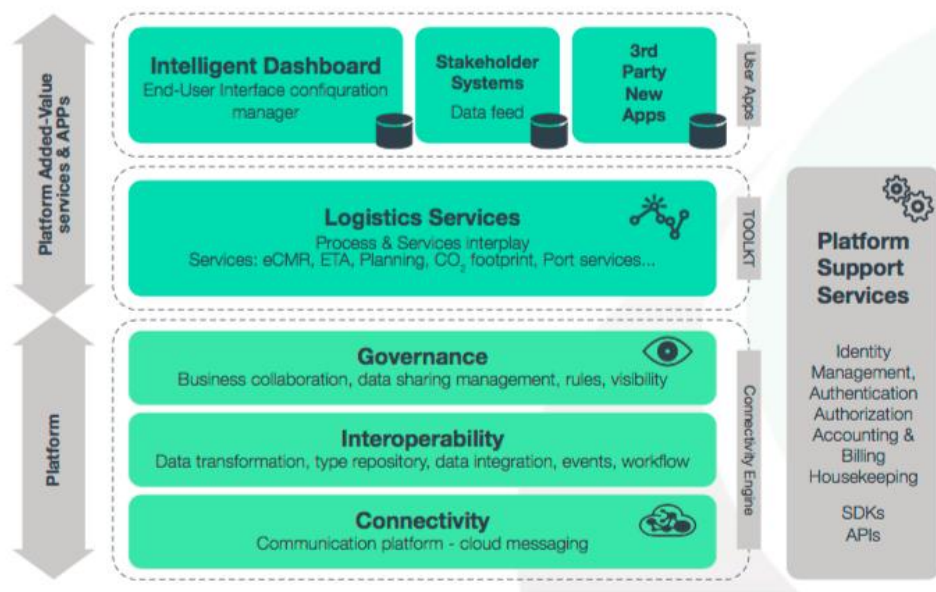 Platform Added-Value
services & APPs
Intelligent Dashboard
End-User Interface configuration
manager
Stakeholder
Systems
Data feed
3rd
Party
New
Apps
User Apps
Logistics Services
Process & Services interplay
Services: eCMR, ETA, Planning, CO₂ footprint, Port services...
TOOLKT
Platform
Governance
Business collaboration, data sharing management, rules, visibility
Interoperability
Data transformation, type repository, data integration, events, workflow
Connectivity
Communication platform - cloud messaging
Connectivity Engine
Platform
Support
Services
Identity
Management,
Authentication
Authorization
Accounting &
Billing
Housekeeping
SDKs
APIs